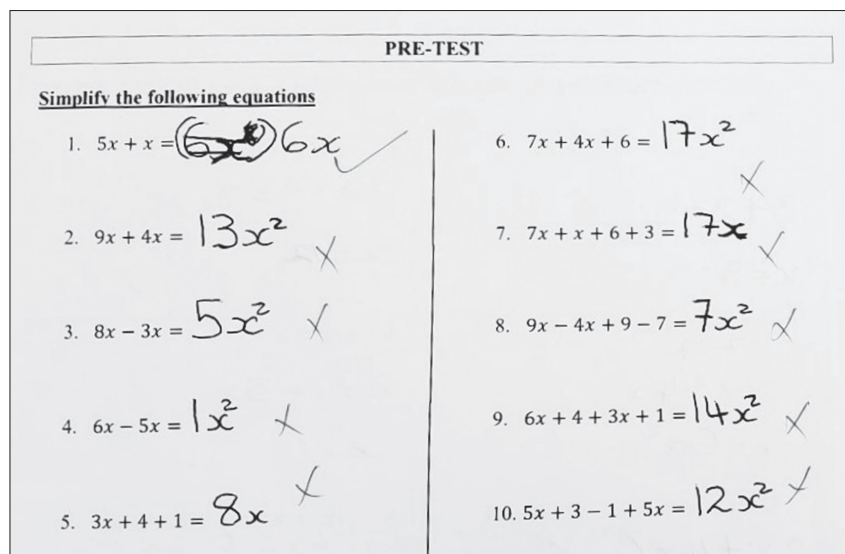 PRE-TEST
Simplify the following equations
1. 5x + x = 6x
2. 9x + 4x = 13x²
3. 8x − 3x = 5x²
4. 6x − 5x = 1x²
5. 3x + 4 + 1 = 8x
6. 7x + 4x + 6 = 17x²
7. 7x + x + 6 + 3 = 17x
8. 9x − 4x + 9 − 7 = 7x²
9. 6x + 4 + 3x + 1 = 14x²
10. 5x + 3 − 1 + 5x = 12x²